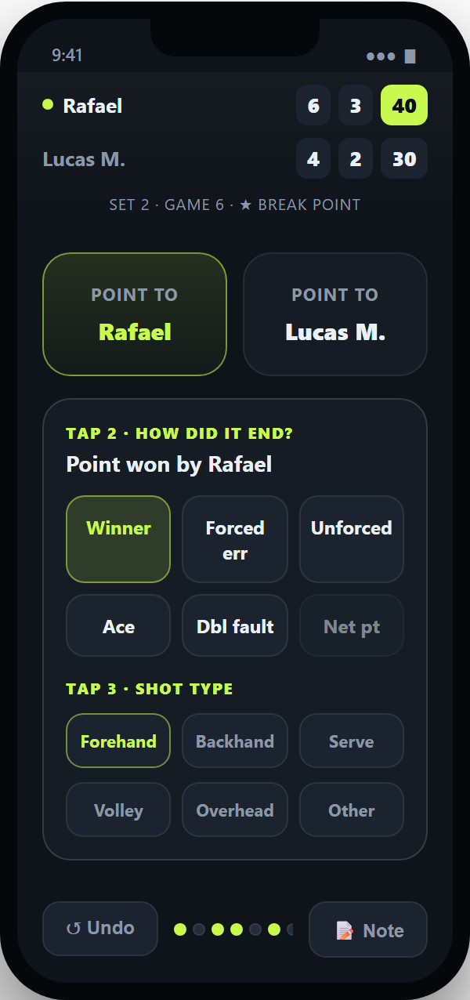 9:41
Rafael 6 3 40
Lucas M. 4 2 30
SET 2 · GAME 6 · ★ BREAK POINT
POINT TO
Rafael
POINT TO
Lucas M.
TAP 2 · HOW DID IT END?
Point won by Rafael
Winner
Forced
err
Unforced
Ace
Dbl fault
Net pt
TAP 3 · SHOT TYPE
Forehand
Backhand
Serve
Volley
Overhead
Other
↺ Undo
📝 Note